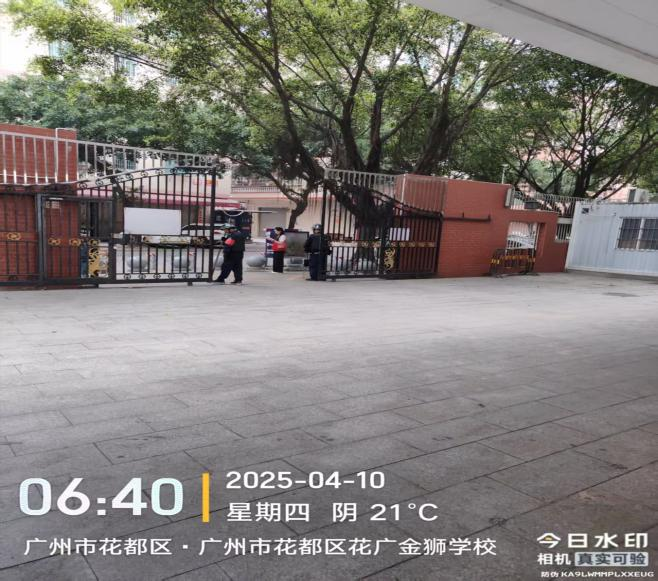 06:40
2025-04-10
星期四 阴 21°C
广州市花都区·广州市花都区花广金狮学校
今日水印
相机 真实可验
防伪 KA9LWMMPLXXEUG